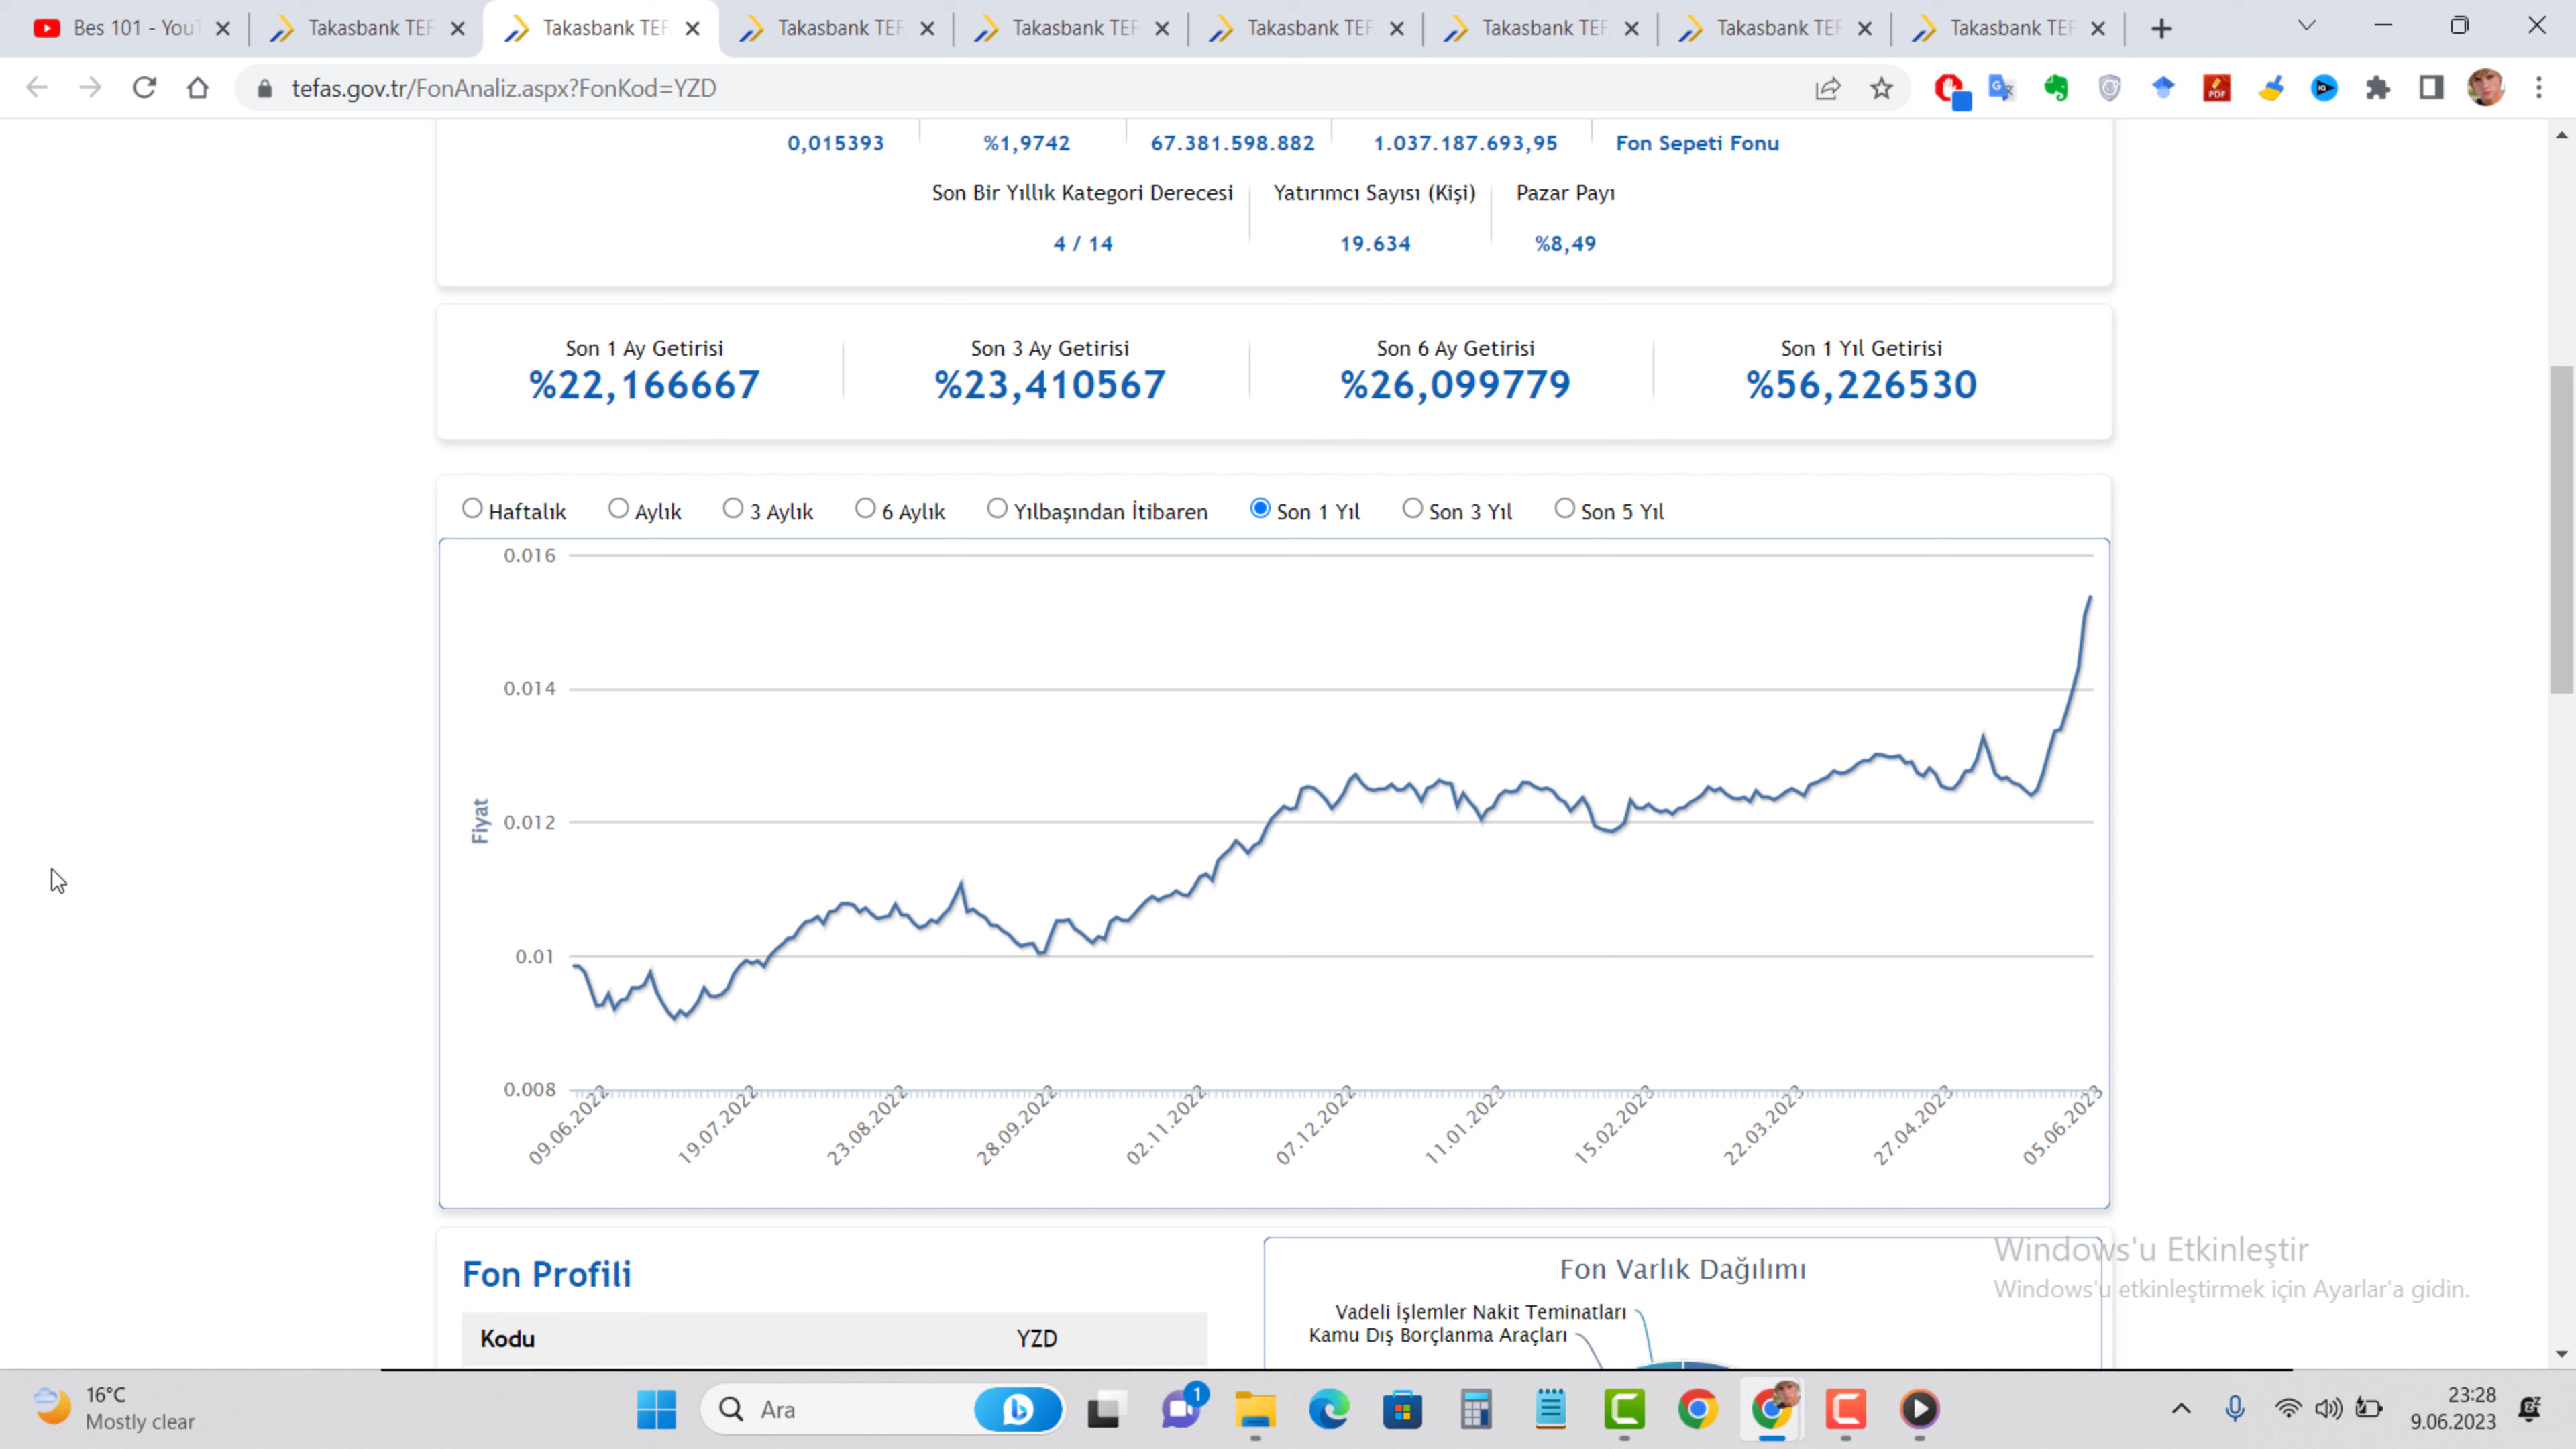 Bes 101 - YouT
Takasbank TEF
Takasbank TEF
Takasbank TEF
Takasbank TEF
Takasbank TEF
Takasbank TEF
Takasbank TEF
Takasbank TEF
tefas.gov.tr/FonAnaliz.aspx?FonKod=YZD
PDF
0,015393 %1,9742 67.381.598.882 1.037.187.693,95 Fon Sepeti Fonu
Son Bir Yıllık Kategori Derecesi Yatırımcı Sayısı (Kişi) Pazar Payı
4 / 14 19.634 %8,49
Son 1 Ay Getirisi Son 3 Ay Getirisi Son 6 Ay Getirisi Son 1 Yıl Getirisi
%22,166667 %23,410567 %26,099779 %56,226530
Haftalık Aylık 3 Aylık 6 Aylık Yılbaşından İtibaren Son 1 Yıl Son 3 Yıl Son 5 Yıl
0.016
0.014
Fiyat
0.012
0.01
0.008
09.06.2022 19.07.2022 23.08.2022 28.09.2022 02.11.2022 07.12.2022 11.01.2023 15.02.2023 22.03.2023 27.04.2023 05.06.2023
Fon Profili
Fon Varlık Dağılımı
Windows'u Etkinleştir
Windows'u etkinleştirmek için Ayarlar'a gidin.
Vadeli İşlemler Nakit Teminatları
Kamu Dış Borçlanma Araçları
Kodu YZD
16°C
Mostly clear
Ara
1
23:28
9.06.2023